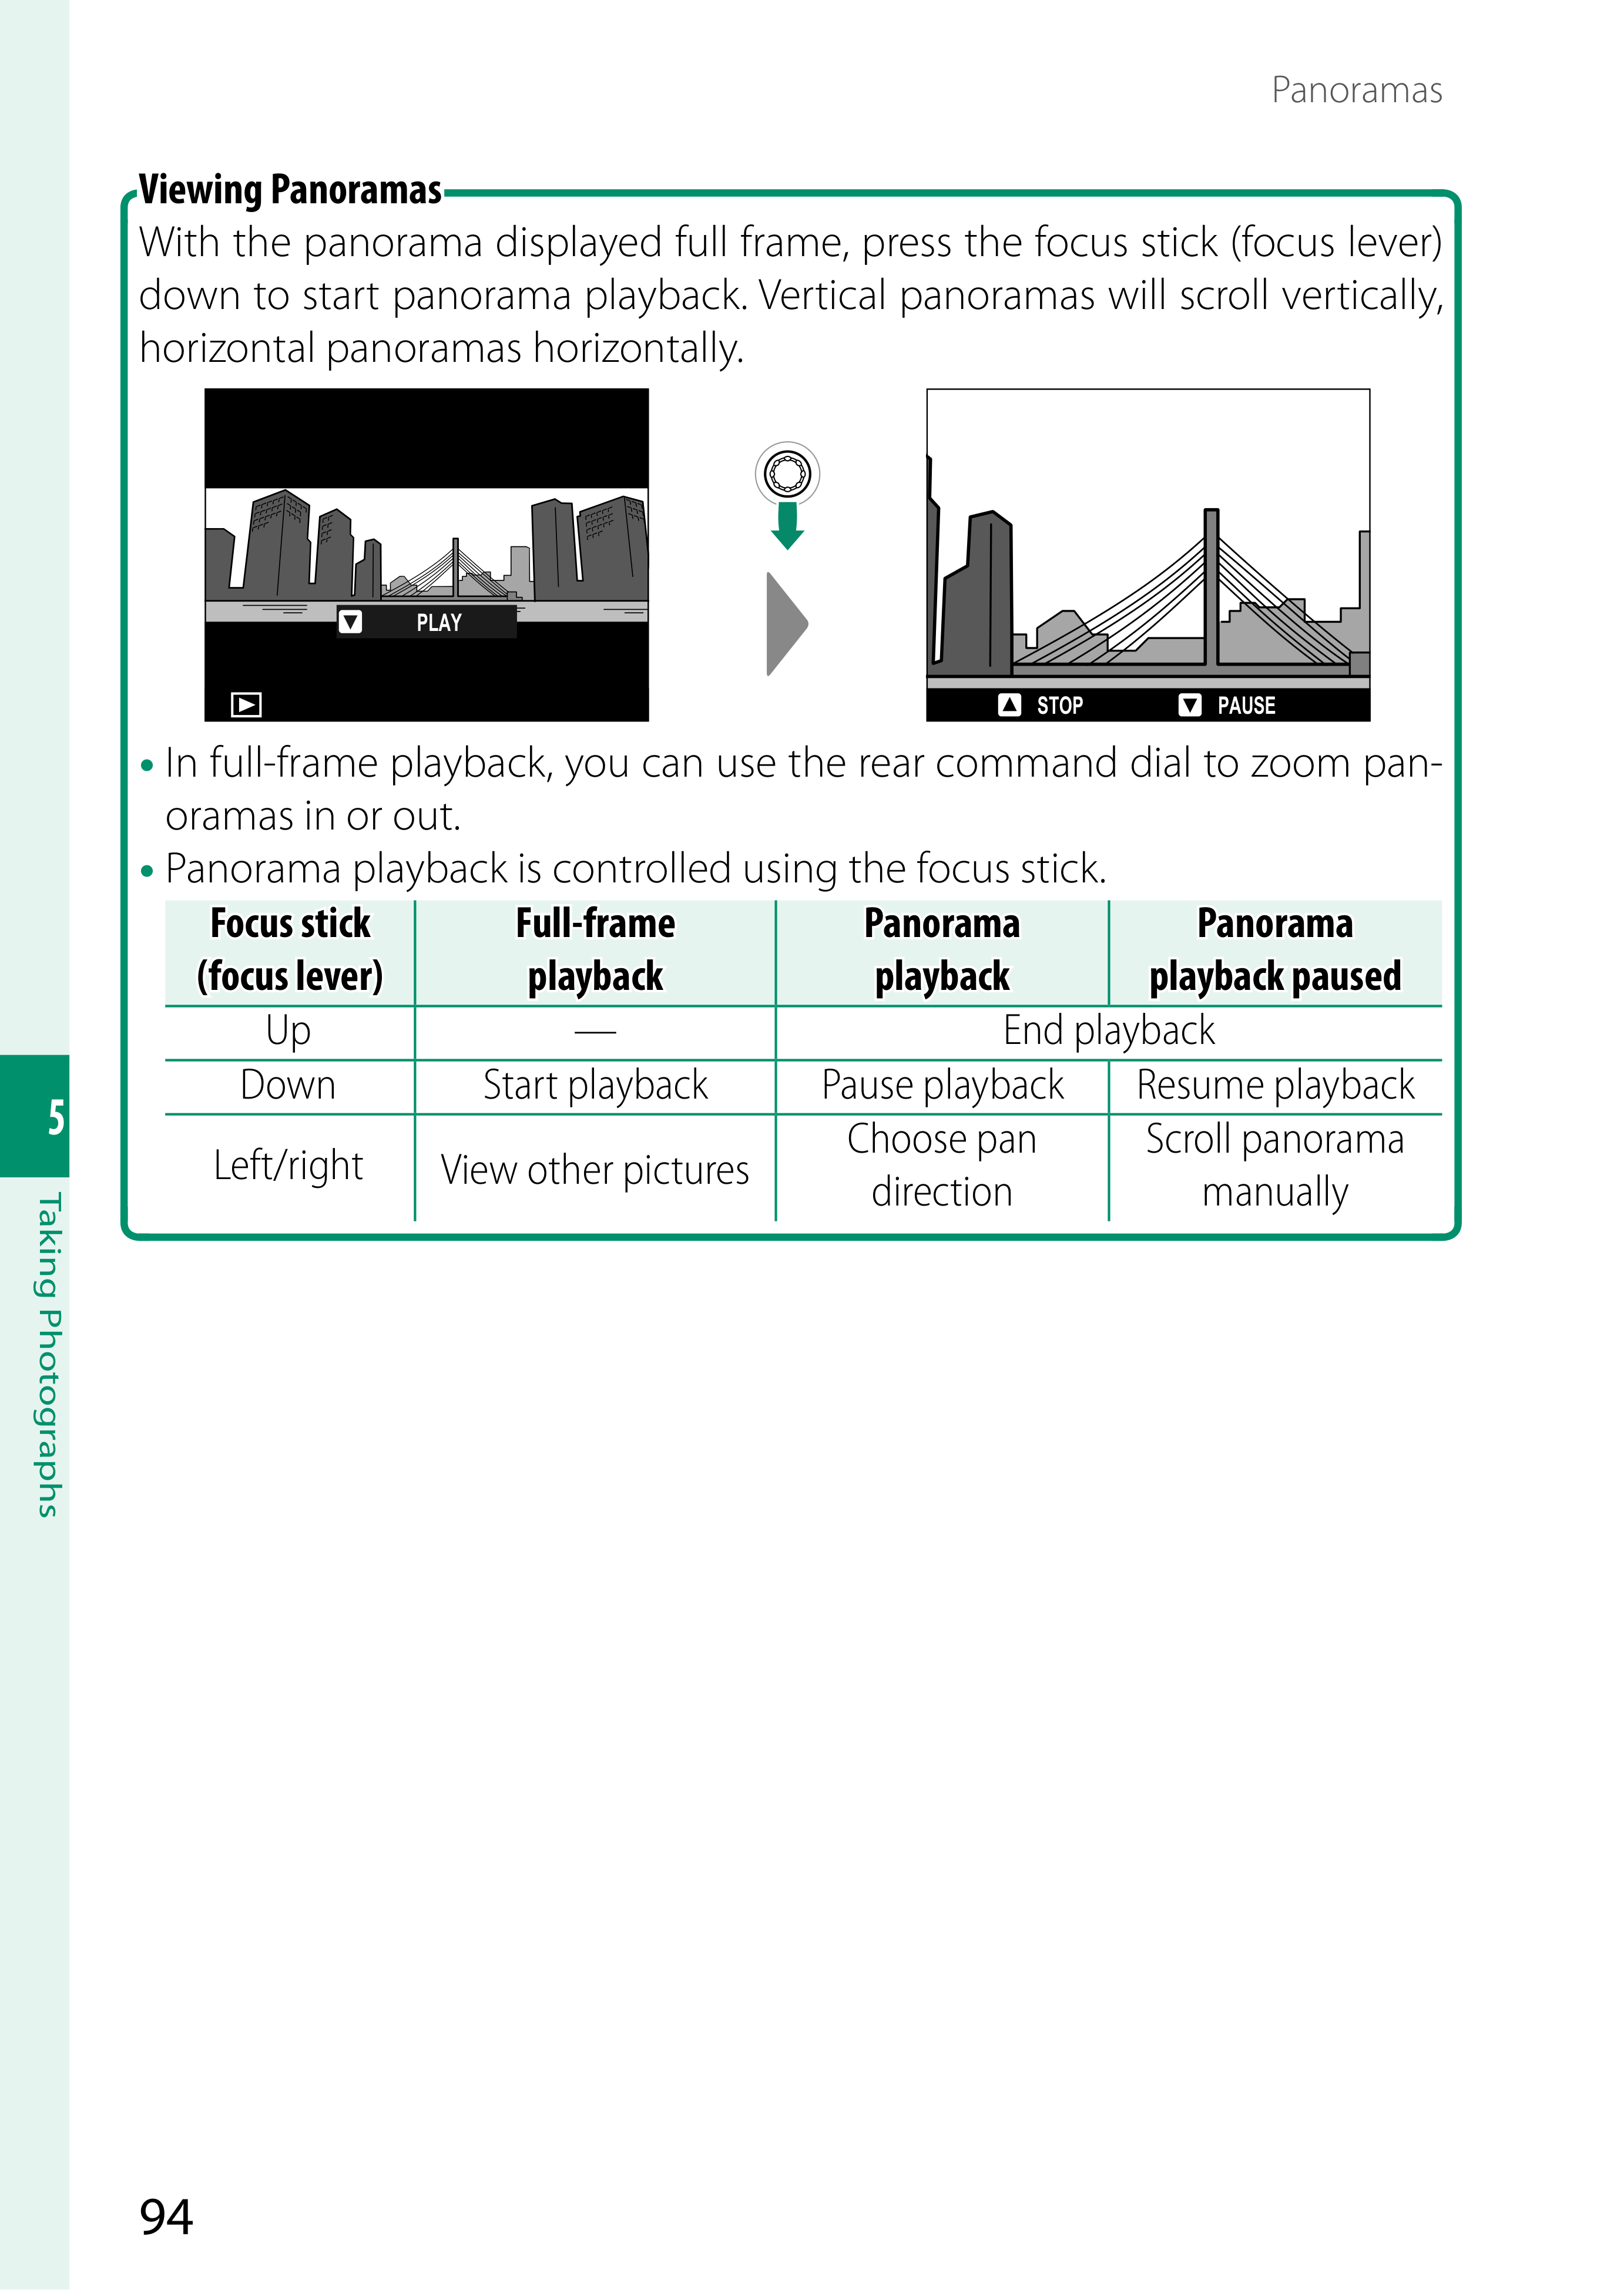 Panoramas
Viewing Panoramas
With the panorama displayed full frame, press the focus stick (focus lever)
down to start panorama playback. Vertical panoramas will scroll vertically,
horizontal panoramas horizontally.
PLAY
STOP PAUSE
• In full-frame playback, you can use the rear command dial to zoom pan-
oramas in or out.
• Panorama playback is controlled using the focus stick.
Focus stick Full-frame Panorama Panorama
(focus lever) playback playback playback paused
Up — End playback
Down Start playback Pause playback Resume playback
Left/right View other pictures Choose pan Scroll panorama
direction manually
5
Taking Photographs
94